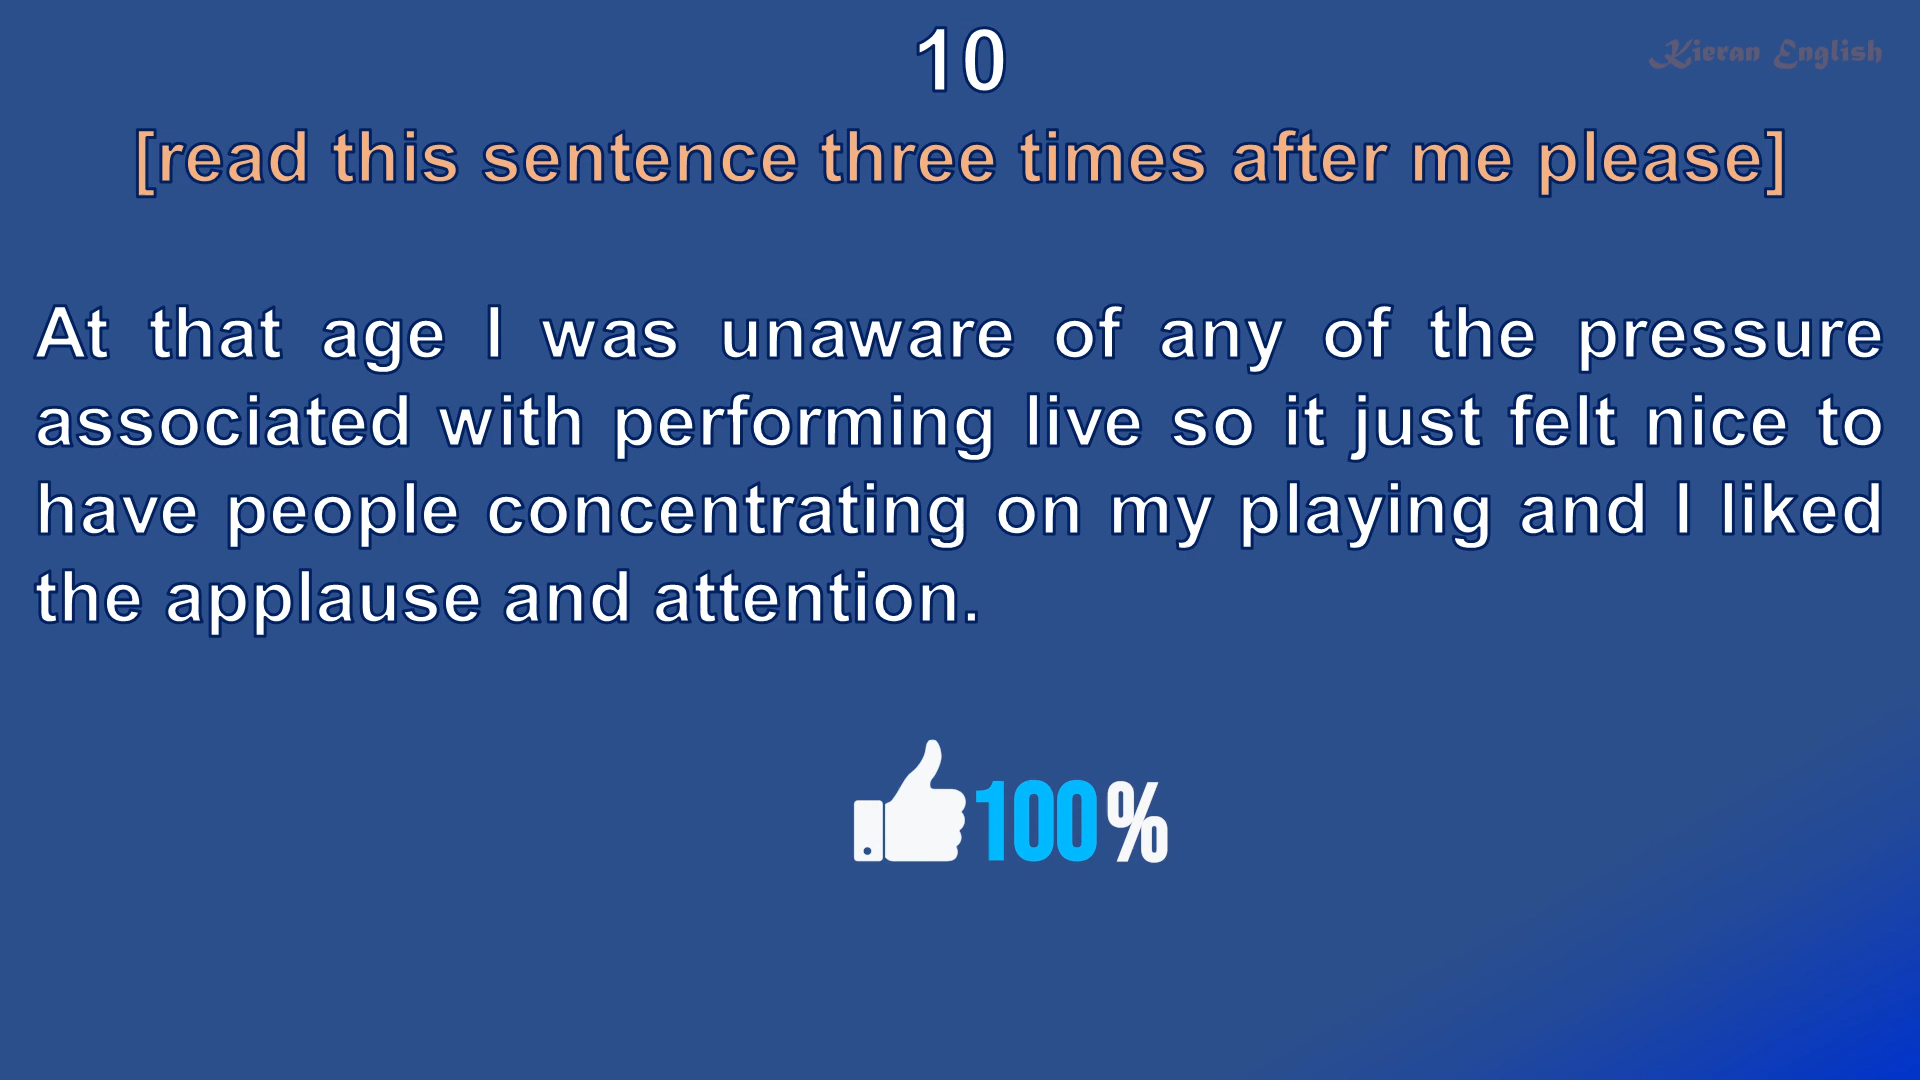 10
Kieran English
[read this sentence three times after me please]
At that age I was unaware of any of the pressure
associated with performing live so it just felt nice to
have people concentrating on my playing and I liked
the applause and attention.
100%